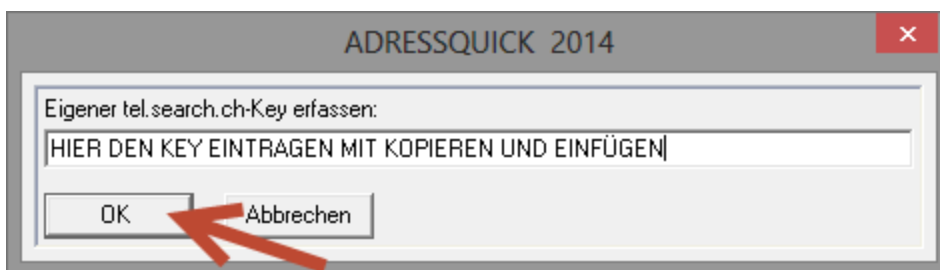 ADRESSQUICK 2014
Eigener tel.search.ch-Key erfassen:
HIER DEN KEY EINTRAGEN MIT KOPIEREN UND EINFÜGEN
OK
Abbrechen